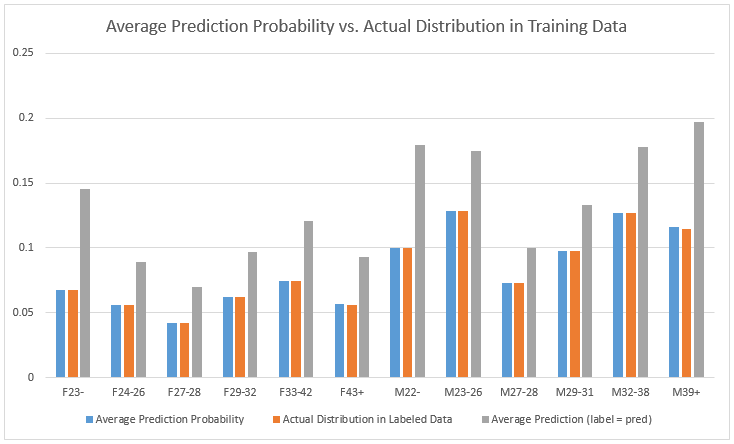 Average Prediction Probability vs. Actual Distribution in Training Data
0.25
0.2
0.15
0.1
0.05
0
F23- F24-26 F27-28 F29-32 F33-42 F43+ M22- M23-26 M27-28 M29-31 M32-38 M39+
Average Prediction Probability Actual Distribution in Labeled Data Average Prediction (label = pred)